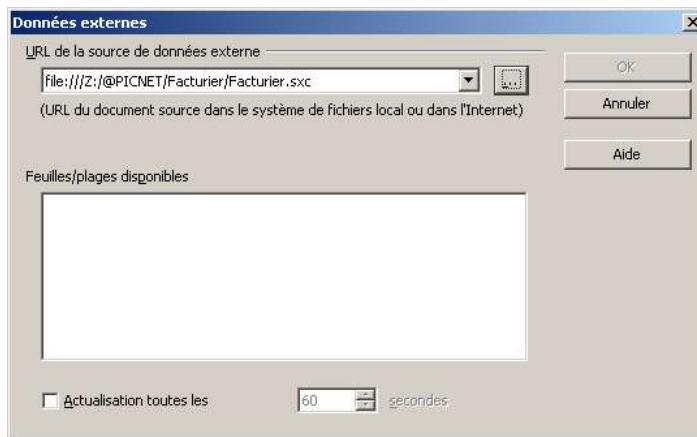 Données externes
URL de la source de données externe
file:///Z:/@PICNET/Facturier/Facturier.sxc
...
OK
(URL du document source dans le système de fichiers local ou dans l'Internet)
Annuler
Aide
Feuilles/plages disponibles
Actualisation toutes les 60 secondes